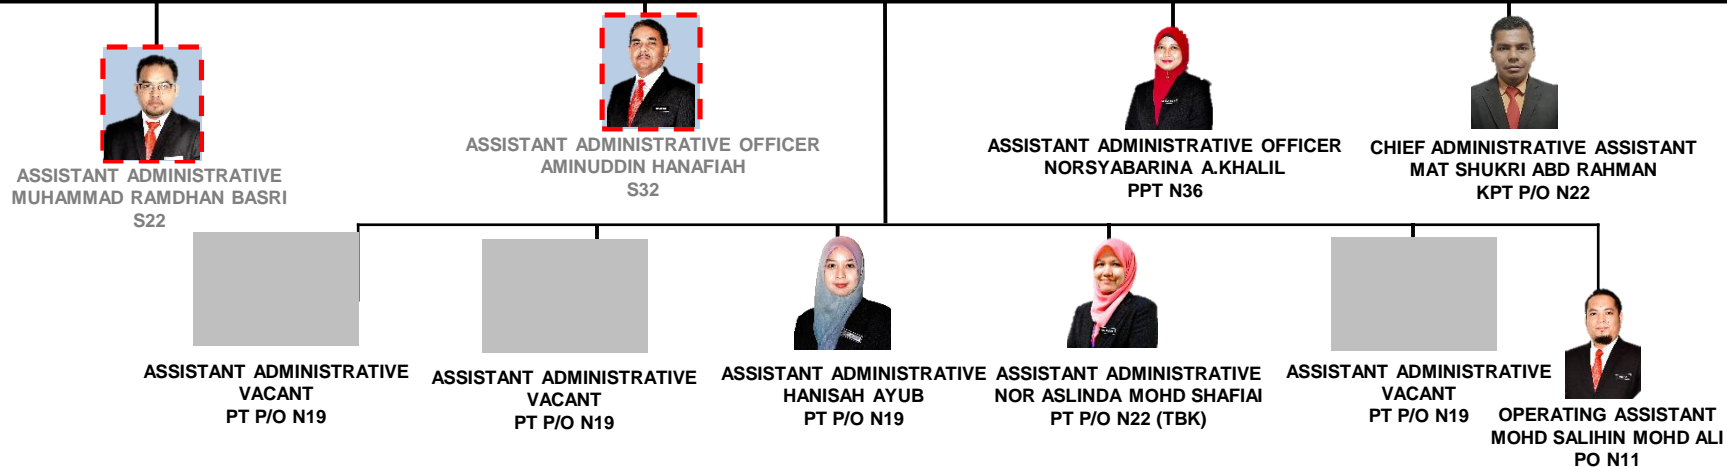 ASSISTANT ADMINISTRATIVE
MUHAMMAD RAMDHAN BASRI
S22
ASSISTANT ADMINISTRATIVE OFFICER
AMINUDDIN HANAFIAH
S32
ASSISTANT ADMINISTRATIVE OFFICER
NORSYABARINA A.KHALIL
PPT N36
CHIEF ADMINISTRATIVE ASSISTANT
MAT SHUKRI ABD RAHMAN
KPT P/O N22
ASSISTANT ADMINISTRATIVE
VACANT
PT P/O N19
ASSISTANT ADMINISTRATIVE
VACANT
PT P/O N19
ASSISTANT ADMINISTRATIVE
HANISAH AYUB
PT P/O N19
ASSISTANT ADMINISTRATIVE
NOR ASLINDA MOHD SHAFIAI
PT P/O N22 (TBK)
ASSISTANT ADMINISTRATIVE
VACANT
PT P/O N19
OPERATING ASSISTANT
MOHD SALIHIN MOHD ALI
PO N11